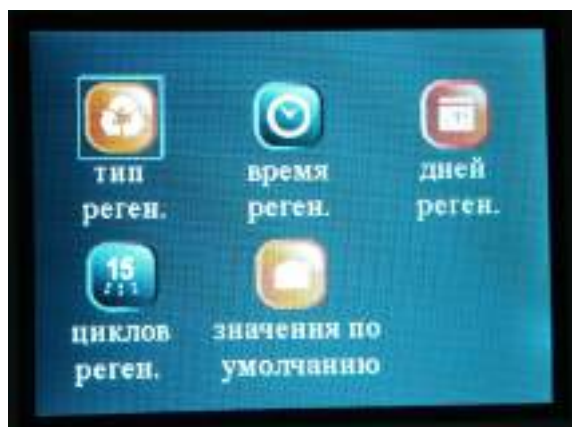 тип
реген.
время
реген.
дней
реген.
15
циклов
реген.
значения по
умолчанию